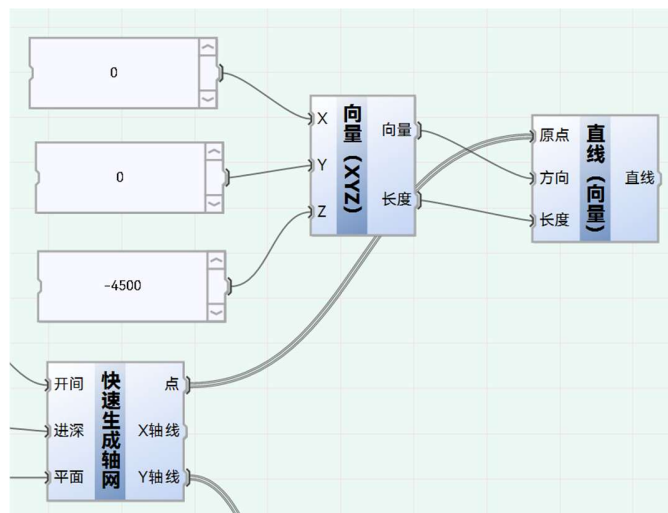 0
0
-4500
X
Y
Z
向量（XYZ）
向量
长度
原点
方向
长度
直线（向量）
直线
开间
进深
平面
快速生成轴网
点
X轴线
Y轴线